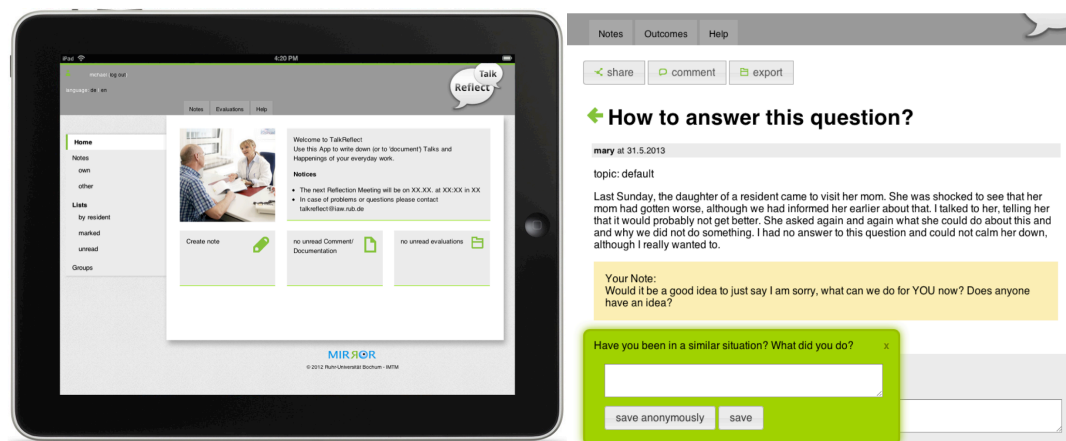 iPad
4:20 PM
Michael (log out)
language: de | en
Talk
Reflect
Notes Evaluations Help
Home
Notes
own
other
Lists
by resident
marked
unread
Groups
Welcome to TalkReflect
Use this App to write down (or to 'document') Talks and
Happenings of your everyday work.
Notices
The next Reflection Meeting will be on XX.XX. at XX:XX in XX
In case of problems or questions please contact
talkreflect@iaw.rub.de
Create note
no unread Comment/
Documentation
no unread evaluations
MIRЯOR
© 2012 Ruhr-Universität Bochum - IMTM
Notes Outcomes Help
share comment export
How to answer this question?
mary at 31.5.2013
topic: default
Last Sunday, the daughter of a resident came to visit her mom. She was shocked to see that her
mom had gotten worse, although we had informed her earlier about that. I talked to her, telling her
that it would probably not get better. She asked again and again what she could do about this and
and why we did not do something. I had no answer to this question and could not calm her down,
although I really wanted to.
Your Note:
Would it be a good idea to just say I am sorry, what can we do for YOU now? Does anyone
have an idea?
Have you been in a similar situation? What did you do? x
save anonymously save